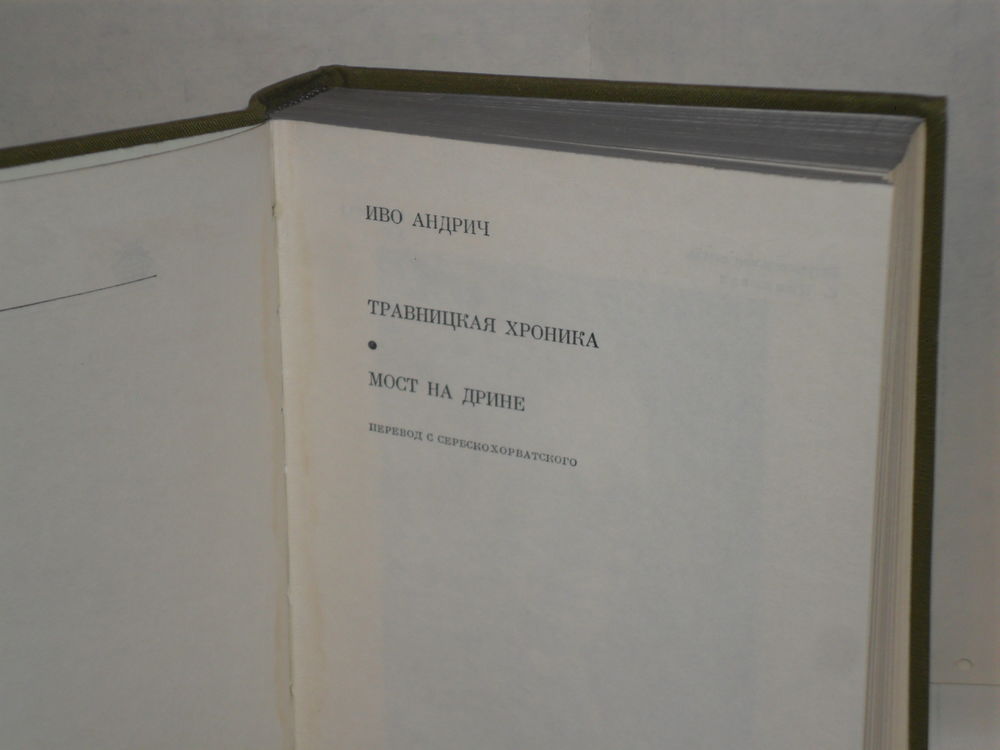 ИВО АНДРИЧ
ТРАВНИЦКАЯ ХРОНИКА
•
МОСТ НА ДРИНЕ
ПЕРЕВОД С СЕРБСКОХОРВАТСКОГО